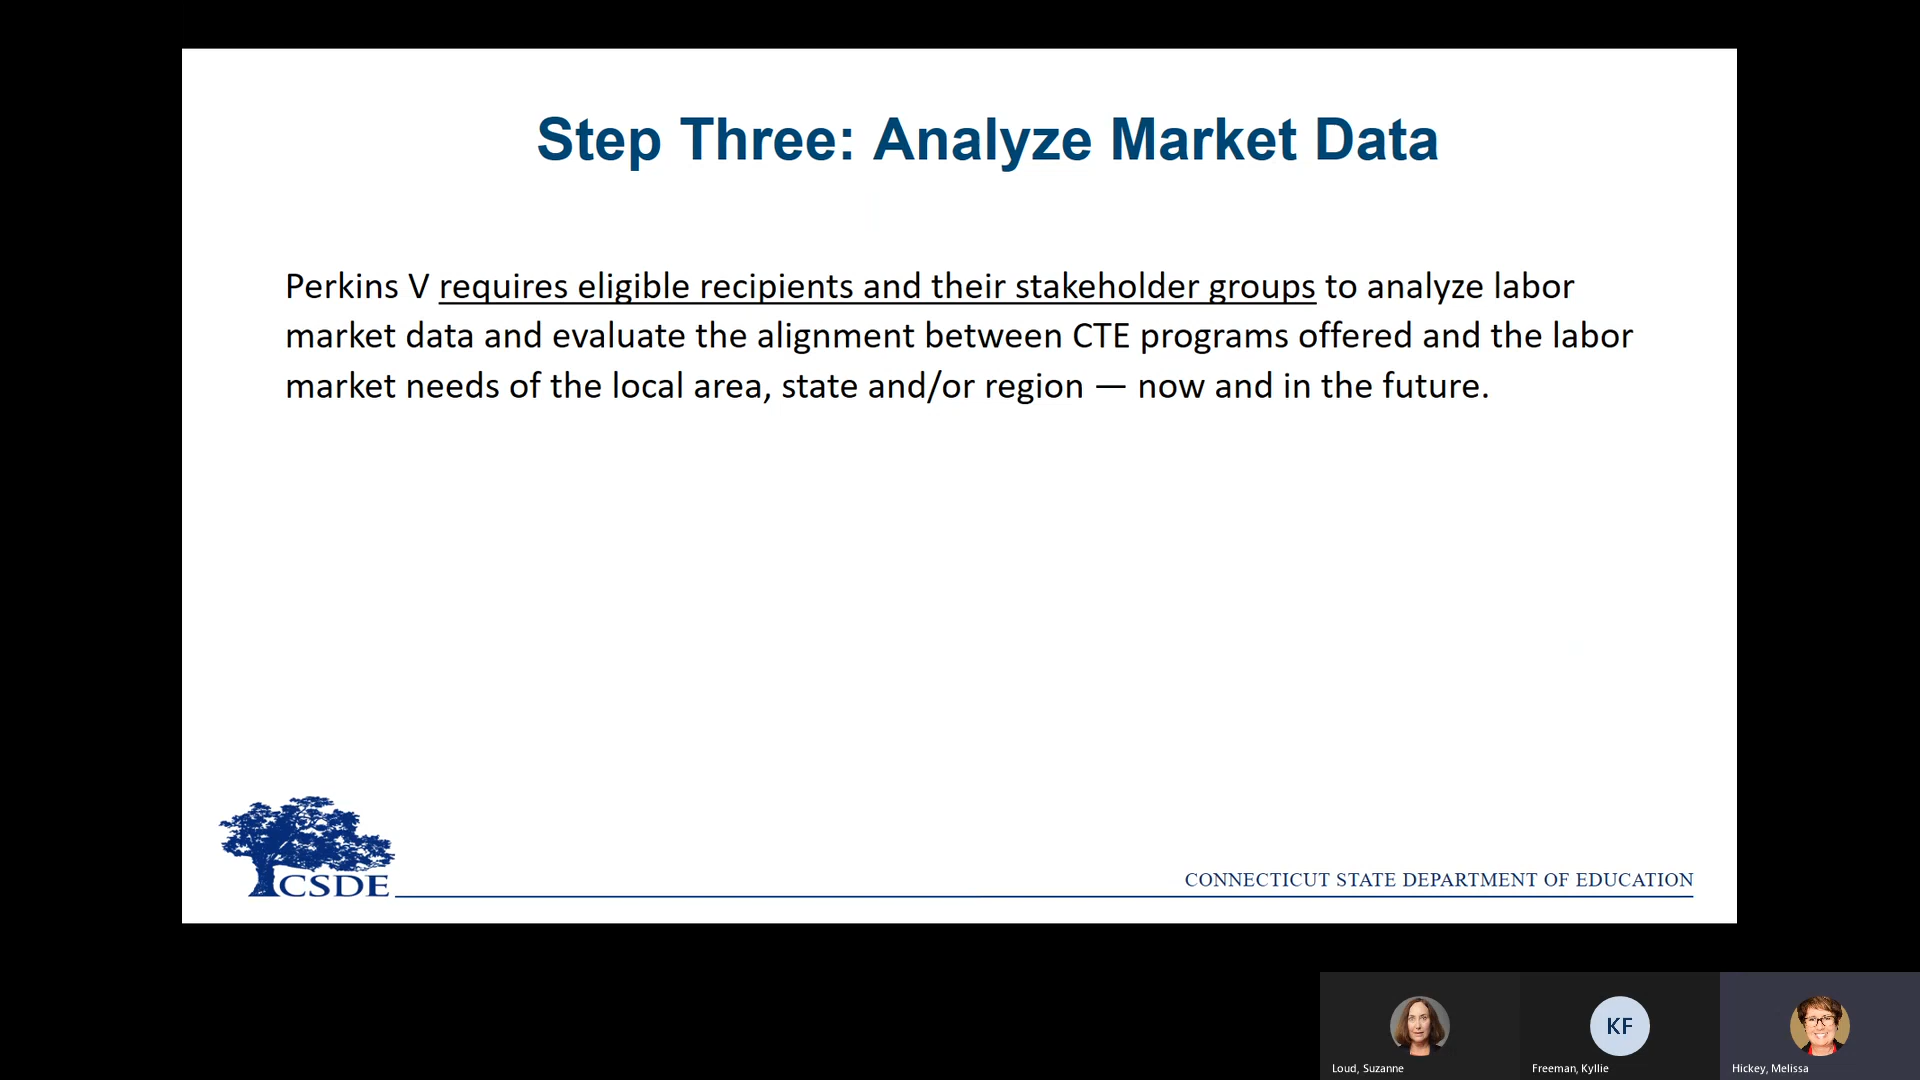 Step Three: Analyze Market Data
Perkins V requires eligible recipients and their stakeholder groups to analyze labor
market data and evaluate the alignment between CTE programs offered and the labor
market needs of the local area, state and/or region — now and in the future.
CSDE
CONNECTICUT STATE DEPARTMENT OF EDUCATION
KF
Loud, Suzanne
Freeman, Kyllie
Hickey, Melissa